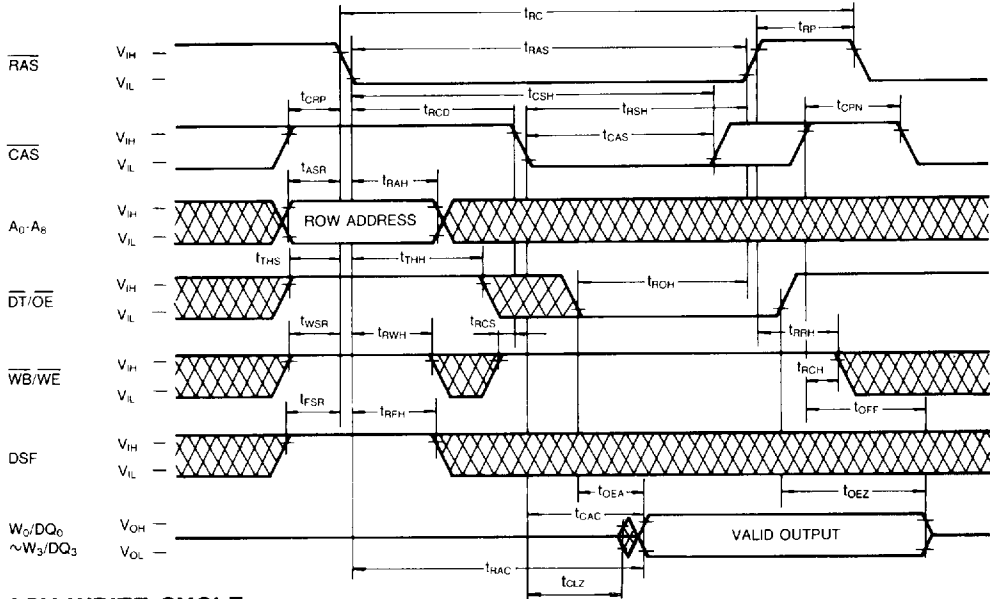 tRC
tRP
RAS
VIH
VIL
tRAS
tCRP
tCSH
tRCD
tRSH
tCPN
CAS
VIH
VIL
tCAS
tASR
tRAH
A0-A8
VIH
VIL
ROW ADDRESS
tTHS
tTHH
DT/OE
VIH
VIL
tROH
tWSR
tRWH
tRCS
tRRH
WB/WE
VIH
VIL
tRCH
tFSR
tRFH
tOFF
DSF
VIH
VIL
tOEA
tOEZ
tCAC
W0/DQ0
~W3/DQ3
VOH
VOL
VALID OUTPUT
tRAC
tCLZ